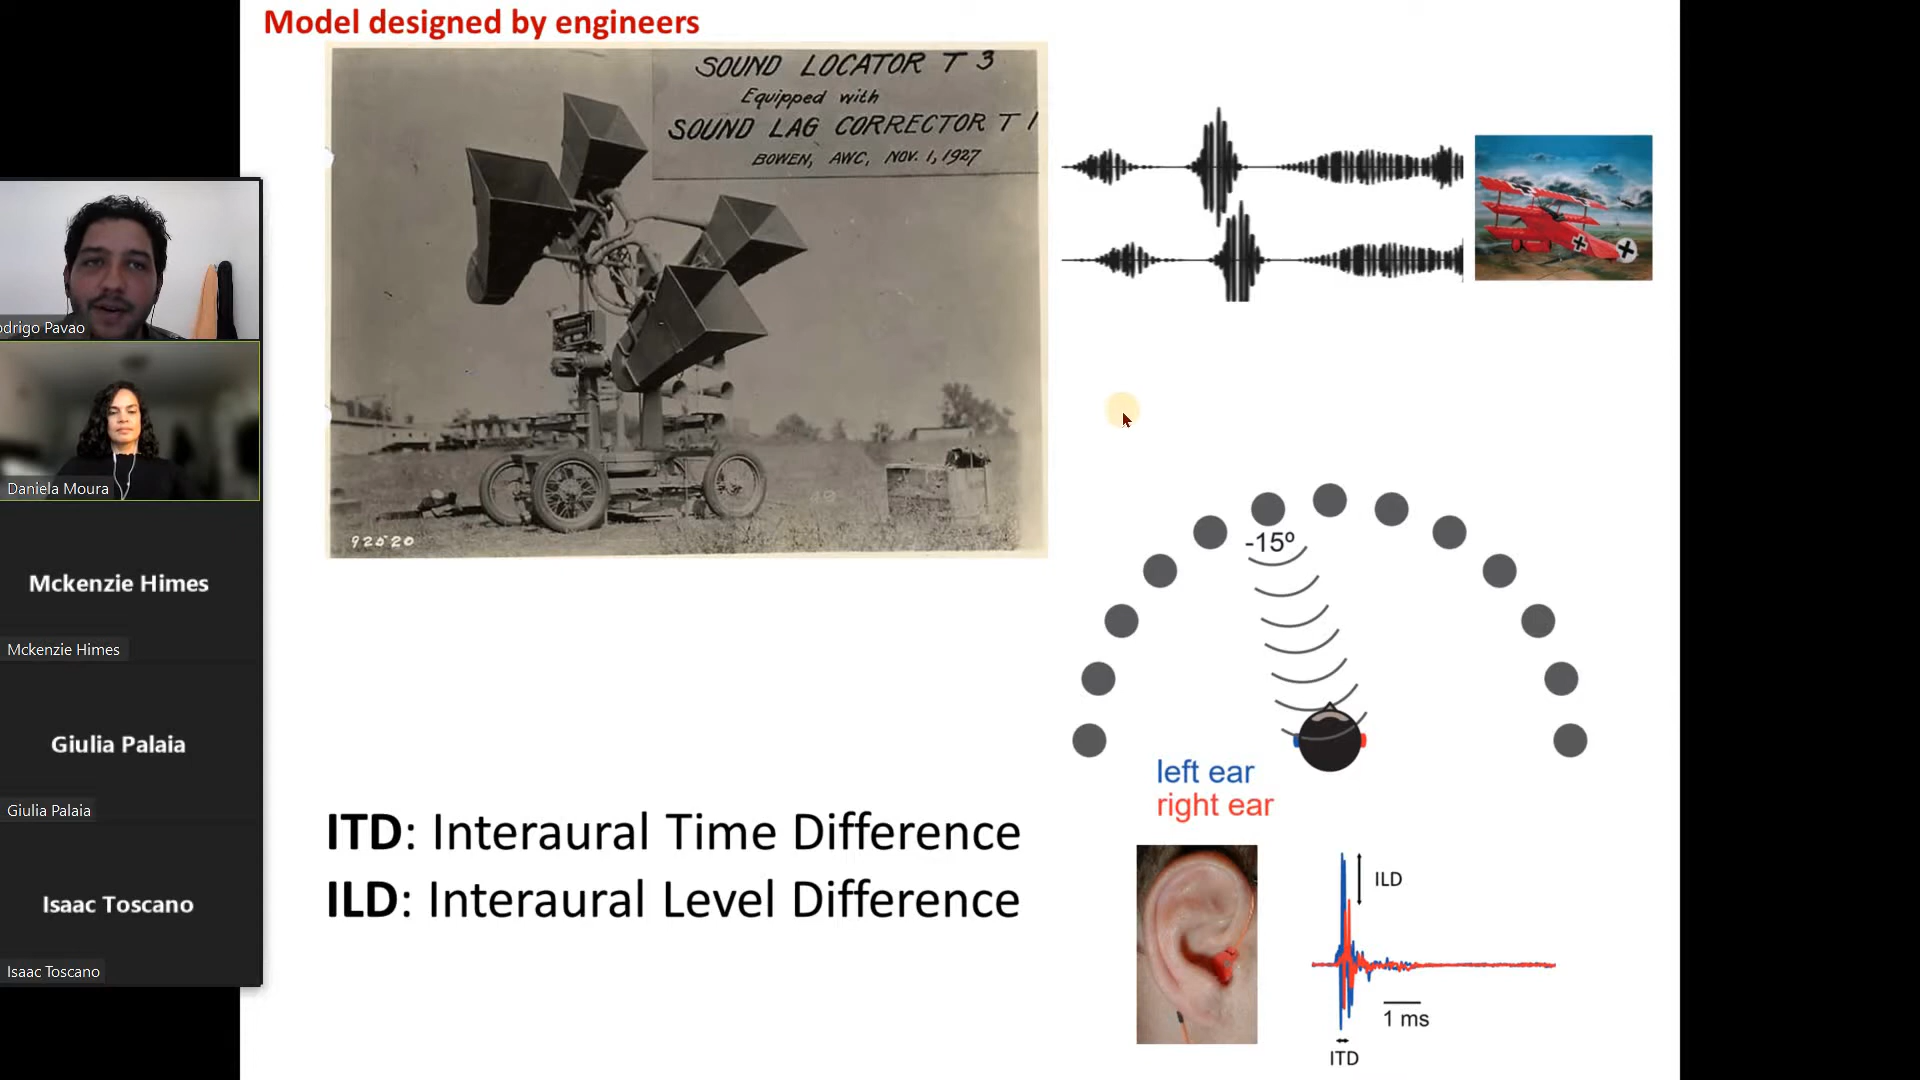 Model designed by engineers
SOUND LOCATOR T 3
Equipped with
SOUND LAG CORRECTOR T 1
BOWEN, AWC, NOV. 1, 1927
92520
odrigo Pavao
Daniela Moura
Mckenzie Himes
Mckenzie Himes
Giulia Palaia
Giulia Palaia
Isaac Toscano
Isaac Toscano
-15º
left ear
right ear
ITD: Interaural Time Difference
ILD: Interaural Level Difference
ILD
1 ms
ITD